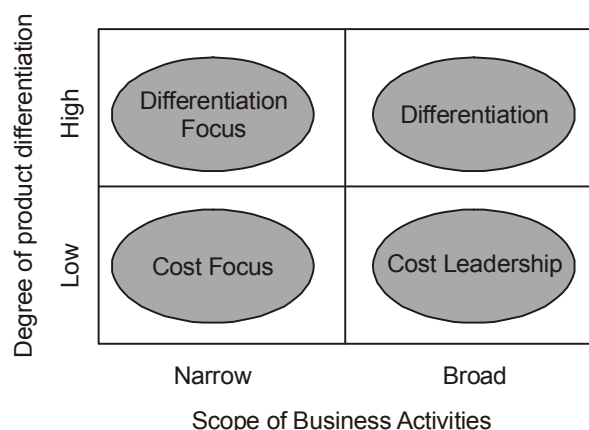 Degree of product differentiation
High
Low
Differentiation
Focus
Differentiation
Cost Focus
Cost Leadership
Narrow
Broad
Scope of Business Activities